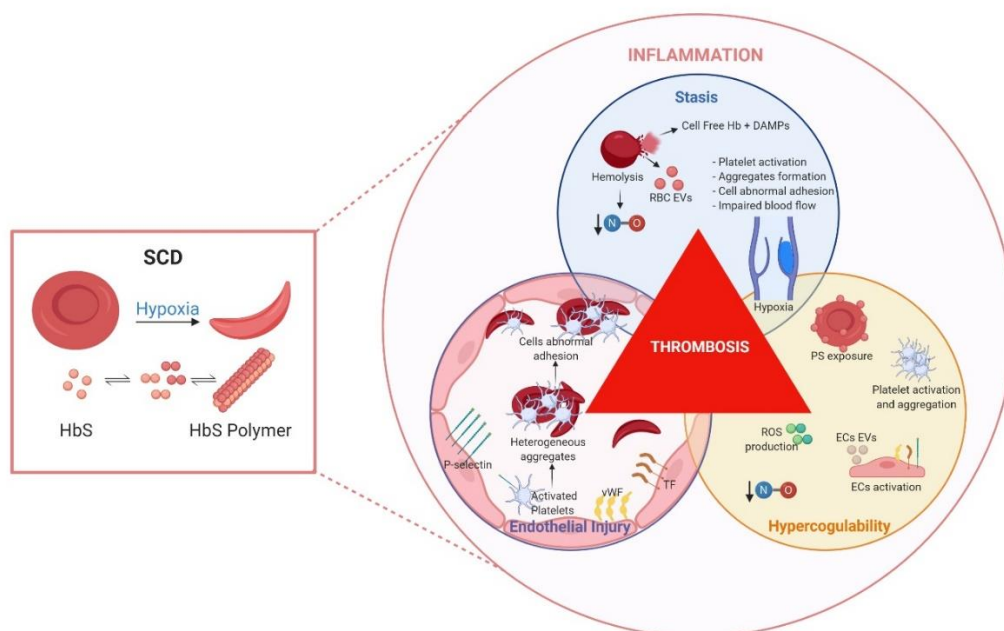 SCD
Hypoxia
HbS
HbS Polymer
INFLAMMATION
Stasis
Cell Free Hb + DAMPs
Hemolysis
RBC EVs
N O
- Platelet activation
- Aggregates formation
- Cell abnormal adhesion
- Impaired blood flow
Hypoxia
THROMBOSIS
Cells abnormal
adhesion
Heterogeneous
aggregates
P-selectin
Activated
Platelets
vWF
TF
Endothelial Injury
PS exposure
Platelet activation
and aggregation
ROS
production
ECs EVs
ECs activation
N O
Hypercogulability